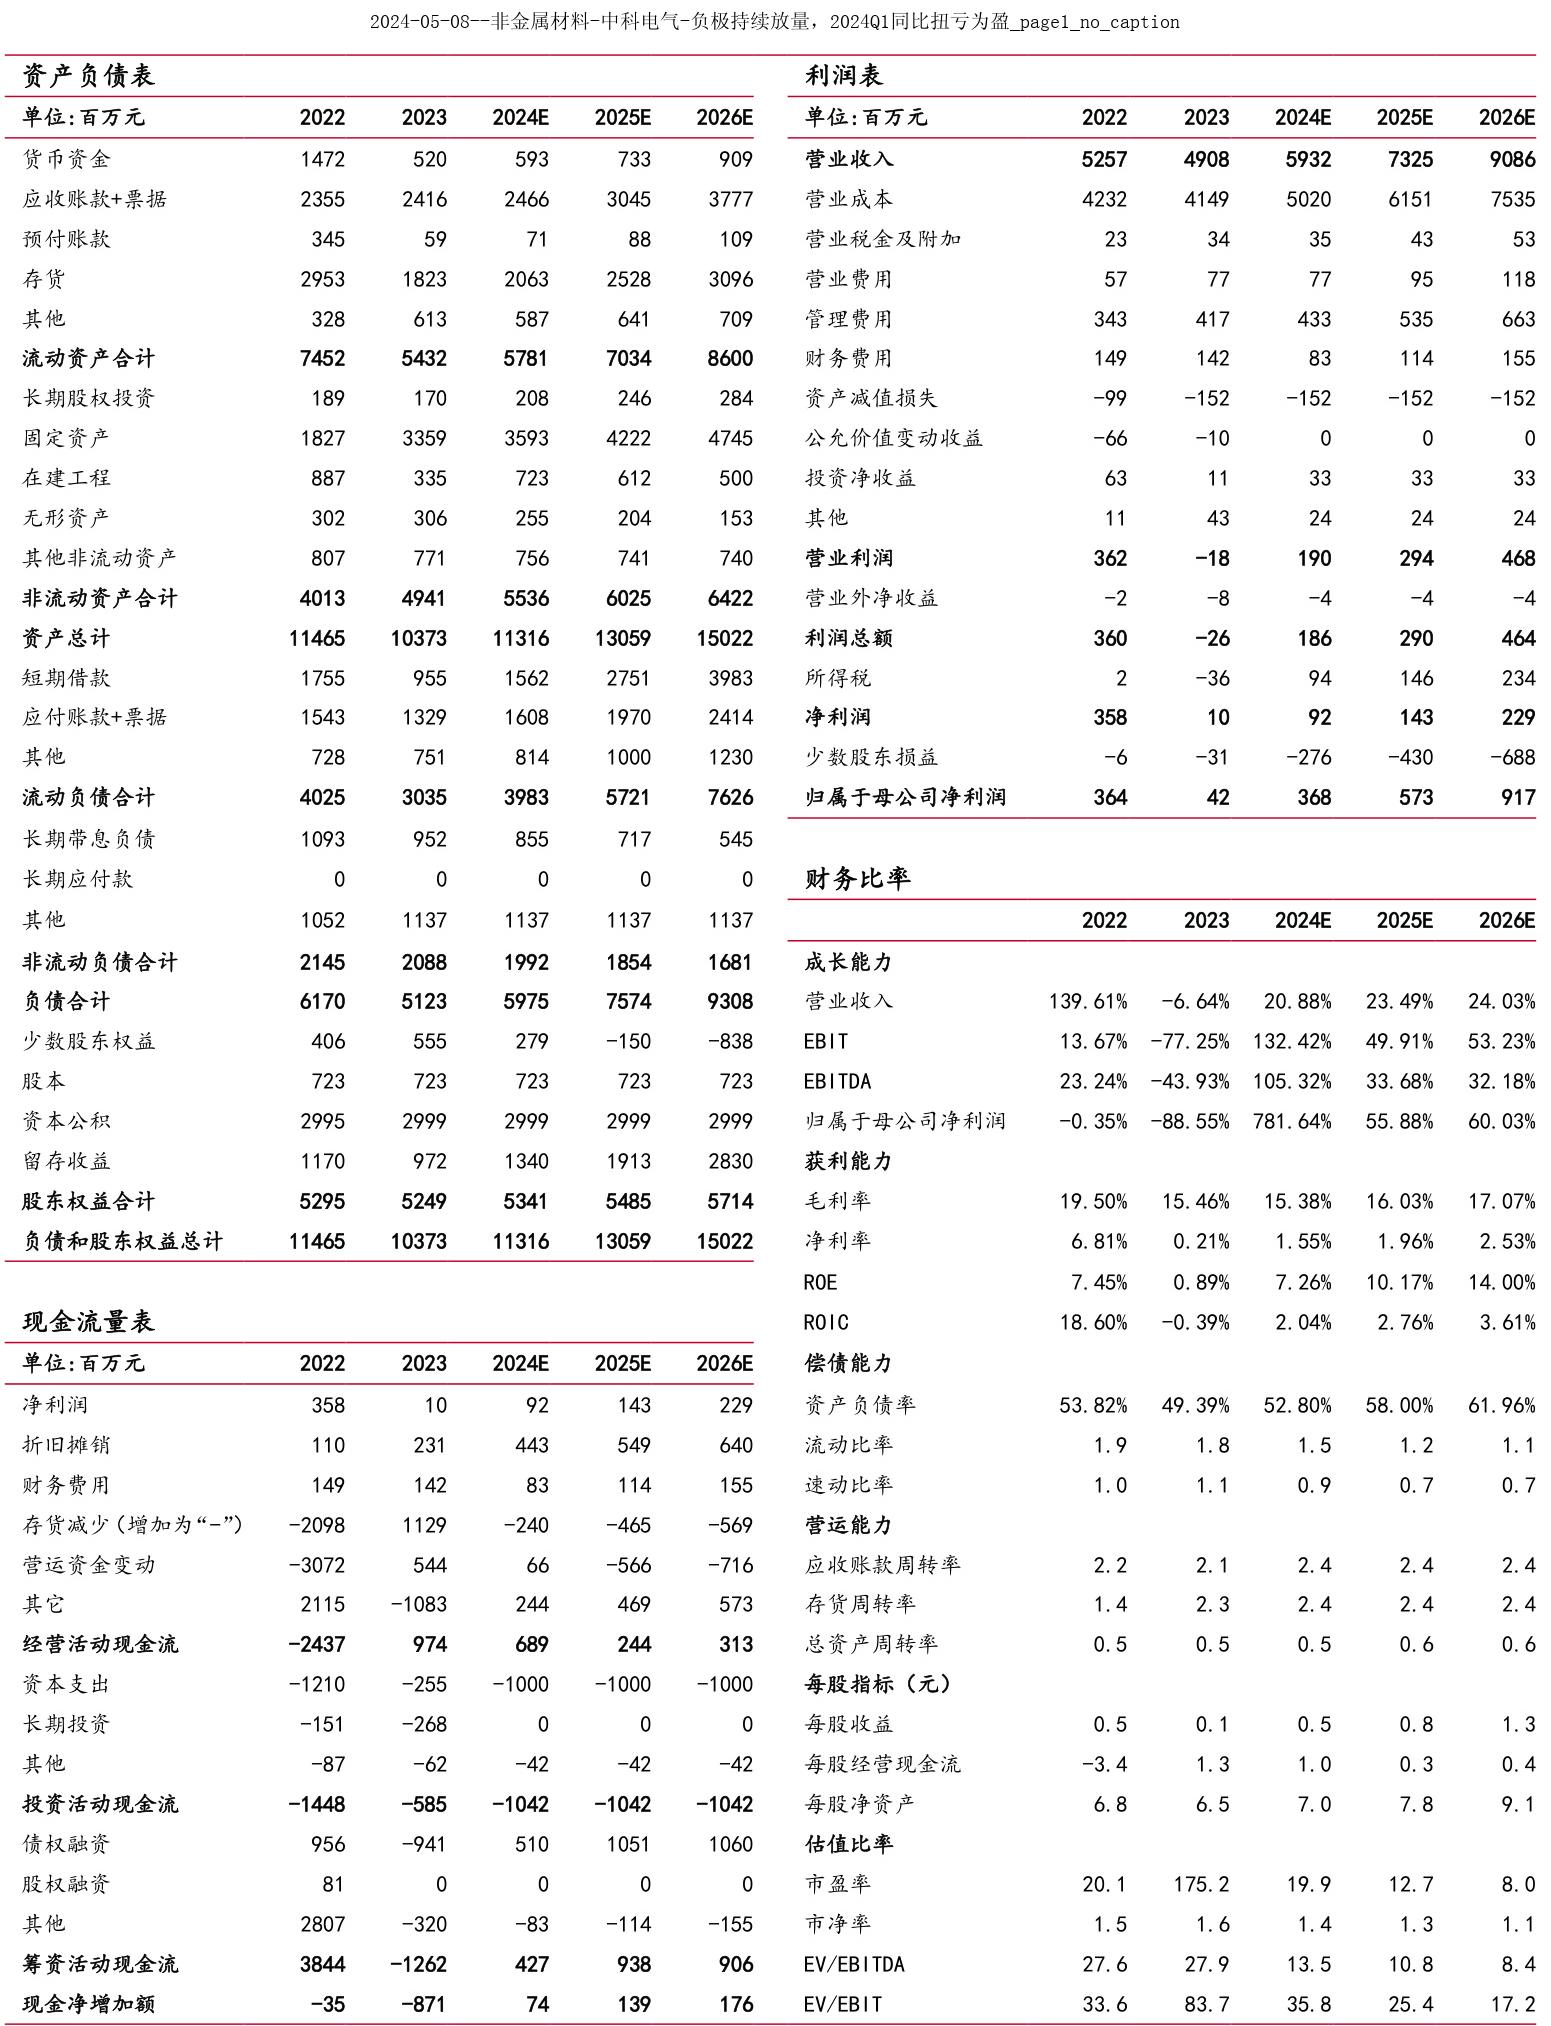 2024-05-08--非金属材料-中科电气-负极持续放量，2024Q1同比扭亏为盈_page1_no_caption
资产负债表
单位:百万元 2022 2023 2024E 2025E 2026E
货币资金 1472 520 593 733 909
应收账款+票据 2355 2416 2466 3045 3777
预付账款 345 59 71 88 109
存货 2953 1823 2063 2528 3096
其他 328 613 587 641 709
流动资产合计 7452 5432 5781 7034 8600
长期股权投资 189 170 208 246 284
固定资产 1827 3359 3593 4222 4745
在建工程 887 335 723 612 500
无形资产 302 306 255 204 153
其他非流动资产 807 771 756 741 740
非流动资产合计 4013 4941 5536 6025 6422
资产总计 11465 10373 11316 13059 15022
短期借款 1755 955 1562 2751 3983
应付账款+票据 1543 1329 1608 1970 2414
其他 728 751 814 1000 1230
流动负债合计 4025 3035 3983 5721 7626
长期带息负债 1093 952 855 717 545
长期应付款 0 0 0 0 0
其他 1052 1137 1137 1137 1137
非流动负债合计 2145 2088 1992 1854 1681
负债合计 6170 5123 5975 7574 9308
少数股东权益 406 555 279 -150 -838
股本 723 723 723 723 723
资本公积 2995 2999 2999 2999 2999
留存收益 1170 972 1340 1913 2830
股东权益合计 5295 5249 5341 5485 5714
负债和股东权益总计 11465 10373 11316 13059 15022
现金流量表
单位:百万元 2022 2023 2024E 2025E 2026E
净利润 358 10 92 143 229
折旧摊销 110 231 443 549 640
财务费用 149 142 83 114 155
存货减少（增加为“-”） -2098 1129 -240 -465 -569
营运资金变动 -3072 544 66 -566 -716
其它 2115 -1083 244 469 573
经营活动现金流 -2437 974 689 244 313
资本支出 -1210 -255 -1000 -1000 -1000
长期投资 -151 -268 0 0 0
其他 -87 -62 -42 -42 -42
投资活动现金流 -1448 -585 -1042 -1042 -1042
债权融资 956 -941 510 1051 1060
股权融资 81 0 0 0 0
其他 2807 -320 -83 -114 -155
筹资活动现金流 3844 -1262 427 938 906
现金净增加额 -35 -871 74 139 176
利润表
单位:百万元 2022 2023 2024E 2025E 2026E
营业收入 5257 4908 5932 7325 9086
营业成本 4232 4149 5020 6151 7535
营业税金及附加 23 34 35 43 53
营业费用 57 77 77 95 118
管理费用 343 417 433 535 663
财务费用 149 142 83 114 155
资产减值损失 -99 -152 -152 -152 -152
公允价值变动收益 -66 -10 0 0 0
投资净收益 63 11 33 33 33
其他 11 43 24 24 24
营业利润 362 -18 190 294 468
营业外净收益 -2 -8 -4 -4 -4
利润总额 360 -26 186 290 464
所得税 2 -36 94 146 234
净利润 358 10 92 143 229
少数股东损益 -6 -31 -276 -430 -688
归属于母公司净利润 364 42 368 573 917
财务比率
2022 2023 2024E 2025E 2026E
成长能力
营业收入 139.61% -6.64% 20.88% 23.49% 24.03%
EBIT 13.67% -77.25% 132.42% 49.91% 53.23%
EBITDA 23.24% -43.93% 105.32% 33.68% 32.18%
归属于母公司净利润 -0.35% -88.55% 781.64% 55.88% 60.03%
获利能力
毛利率 19.50% 15.46% 15.38% 16.03% 17.07%
净利率 6.81% 0.21% 1.55% 1.96% 2.53%
ROE 7.45% 0.89% 7.26% 10.17% 14.00%
ROIC 18.60% -0.39% 2.04% 2.76% 3.61%
偿债能力
资产负债率 53.82% 49.39% 52.80% 58.00% 61.96%
流动比率 1.9 1.8 1.5 1.2 1.1
速动比率 1.0 1.1 0.9 0.7 0.7
营运能力
应收账款周转率 2.2 2.1 2.4 2.4 2.4
存货周转率 1.4 2.3 2.4 2.4 2.4
总资产周转率 0.5 0.5 0.5 0.6 0.6
每股指标（元）
每股收益 0.5 0.1 0.5 0.8 1.3
每股经营现金流 -3.4 1.3 1.0 0.3 0.4
每股净资产 6.8 6.5 7.0 7.8 9.1
估值比率
市盈率 20.1 175.2 19.9 12.7 8.0
市净率 1.5 1.6 1.4 1.3 1.1
EV/EBITDA 27.6 27.9 13.5 10.8 8.4
EV/EBIT 33.6 83.7 35.8 25.4 17.2